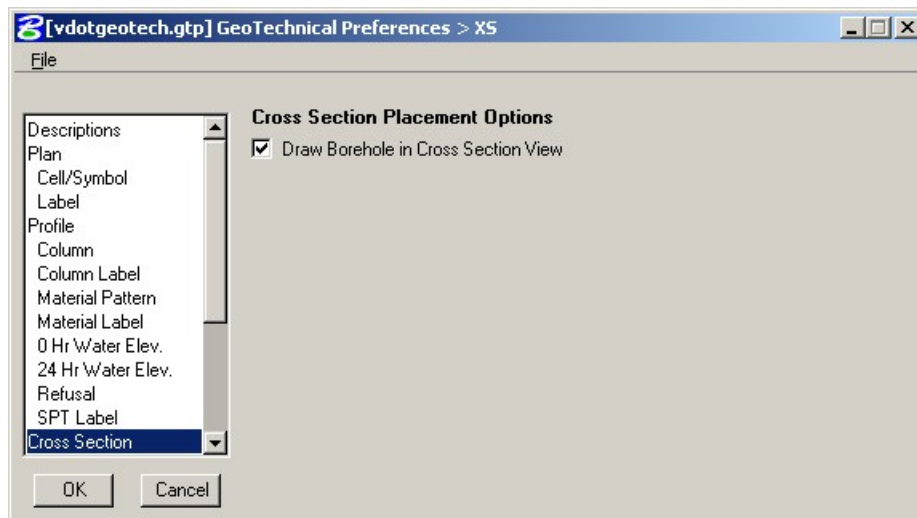 [vdotgeotech.gtp] GeoTechnical Preferences > XS
File
Descriptions
Plan
Cell/Symbol
Label
Profile
Column
Column Label
Material Pattern
Material Label
0 Hr Water Elev.
24 Hr Water Elev.
Refusal
SPT Label
Cross Section
Cross Section Placement Options
Draw Borehole in Cross Section View
OK
Cancel